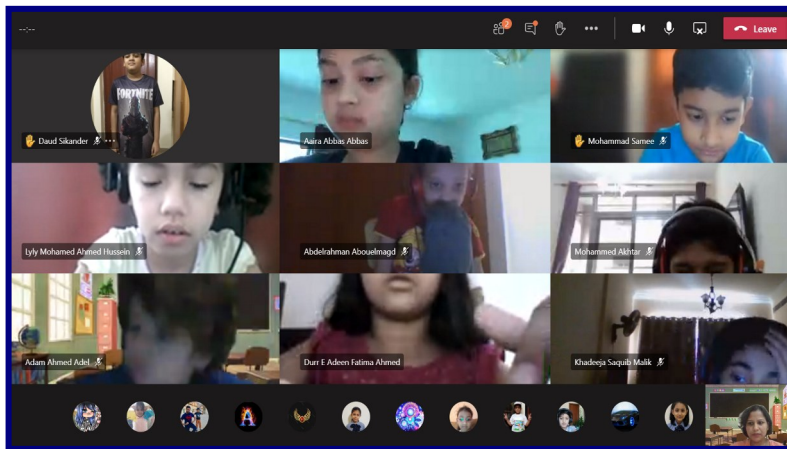 --:--
2
Leave
FORTNITE
Daud Sikander
Aaira Abbas Abbas
Mohammad Samee
Lyly Mohamed Ahmed Hussein
Abdelrahman Abouelmagd
Mohammed Akhtar
Adam Ahmed Adel
Durr E Adeen Fatima Ahmed
Khadeeja Saquib Malik
A